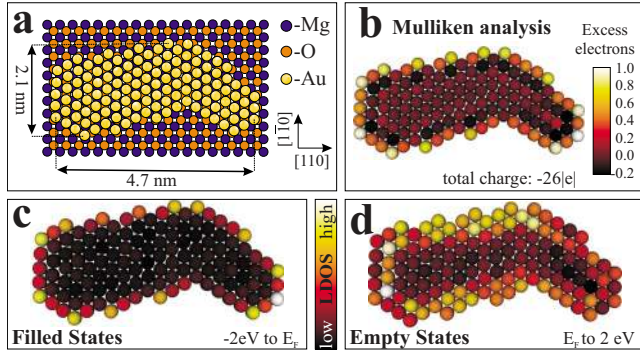 a
-Mg
-O
-Au
2.1 nm
4.7 nm
[1̄10]
[110]
b
Mulliken analysis
Excess
electrons
1.0
0.8
0.6
0.4
0.2
0.0
-0.2
total charge: -26|e|
c
Filled States
-2eV to E_F
low LDOS high
d
Empty States
E_F to 2 eV